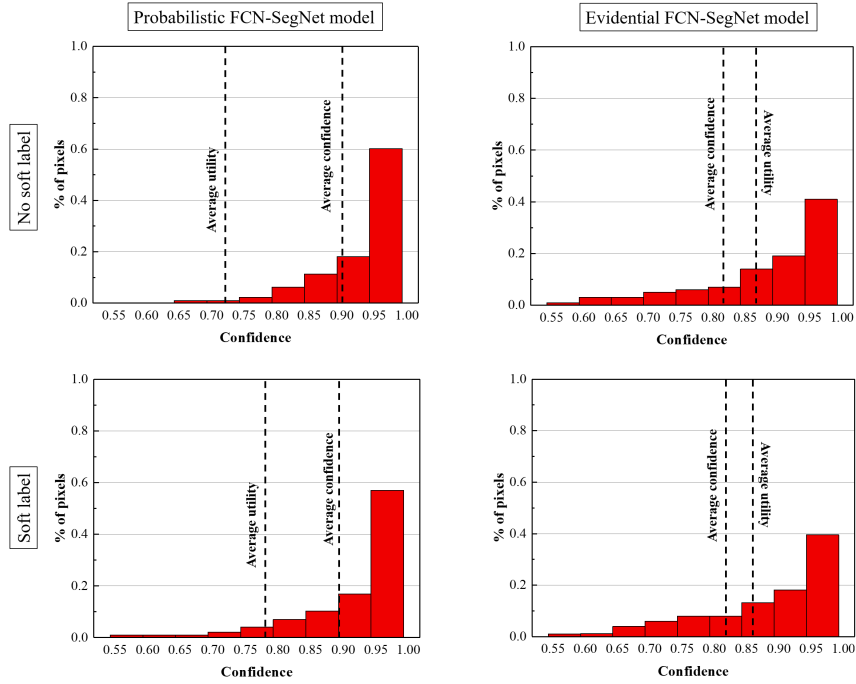 Probabilistic FCN-SegNet model
Evidential FCN-SegNet model
No soft label
% of pixels
1.0
0.8
0.6
0.4
0.2
0.0
Average utility
Average confidence
0.55 0.60 0.65 0.70 0.75 0.80 0.85 0.90 0.95 1.00
Confidence
% of pixels
1.0
0.8
0.6
0.4
0.2
0.0
Average confidence
Average utility
0.55 0.60 0.65 0.70 0.75 0.80 0.85 0.90 0.95 1.00
Confidence
Soft label
% of pixels
1.0
0.8
0.6
0.4
0.2
0.0
Average utility
Average confidence
0.55 0.60 0.65 0.70 0.75 0.80 0.85 0.90 0.95 1.00
Confidence
% of pixels
1.0
0.8
0.6
0.4
0.2
0.0
Average confidence
Average utility
0.55 0.60 0.65 0.70 0.75 0.80 0.85 0.90 0.95 1.00
Confidence